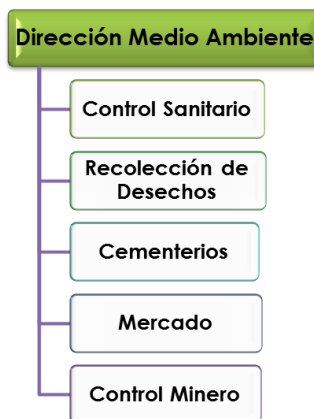 Dirección Medio Ambiente
Control Sanitario
Recolección de
Desechos
Cementerios
Mercado
Control Minero